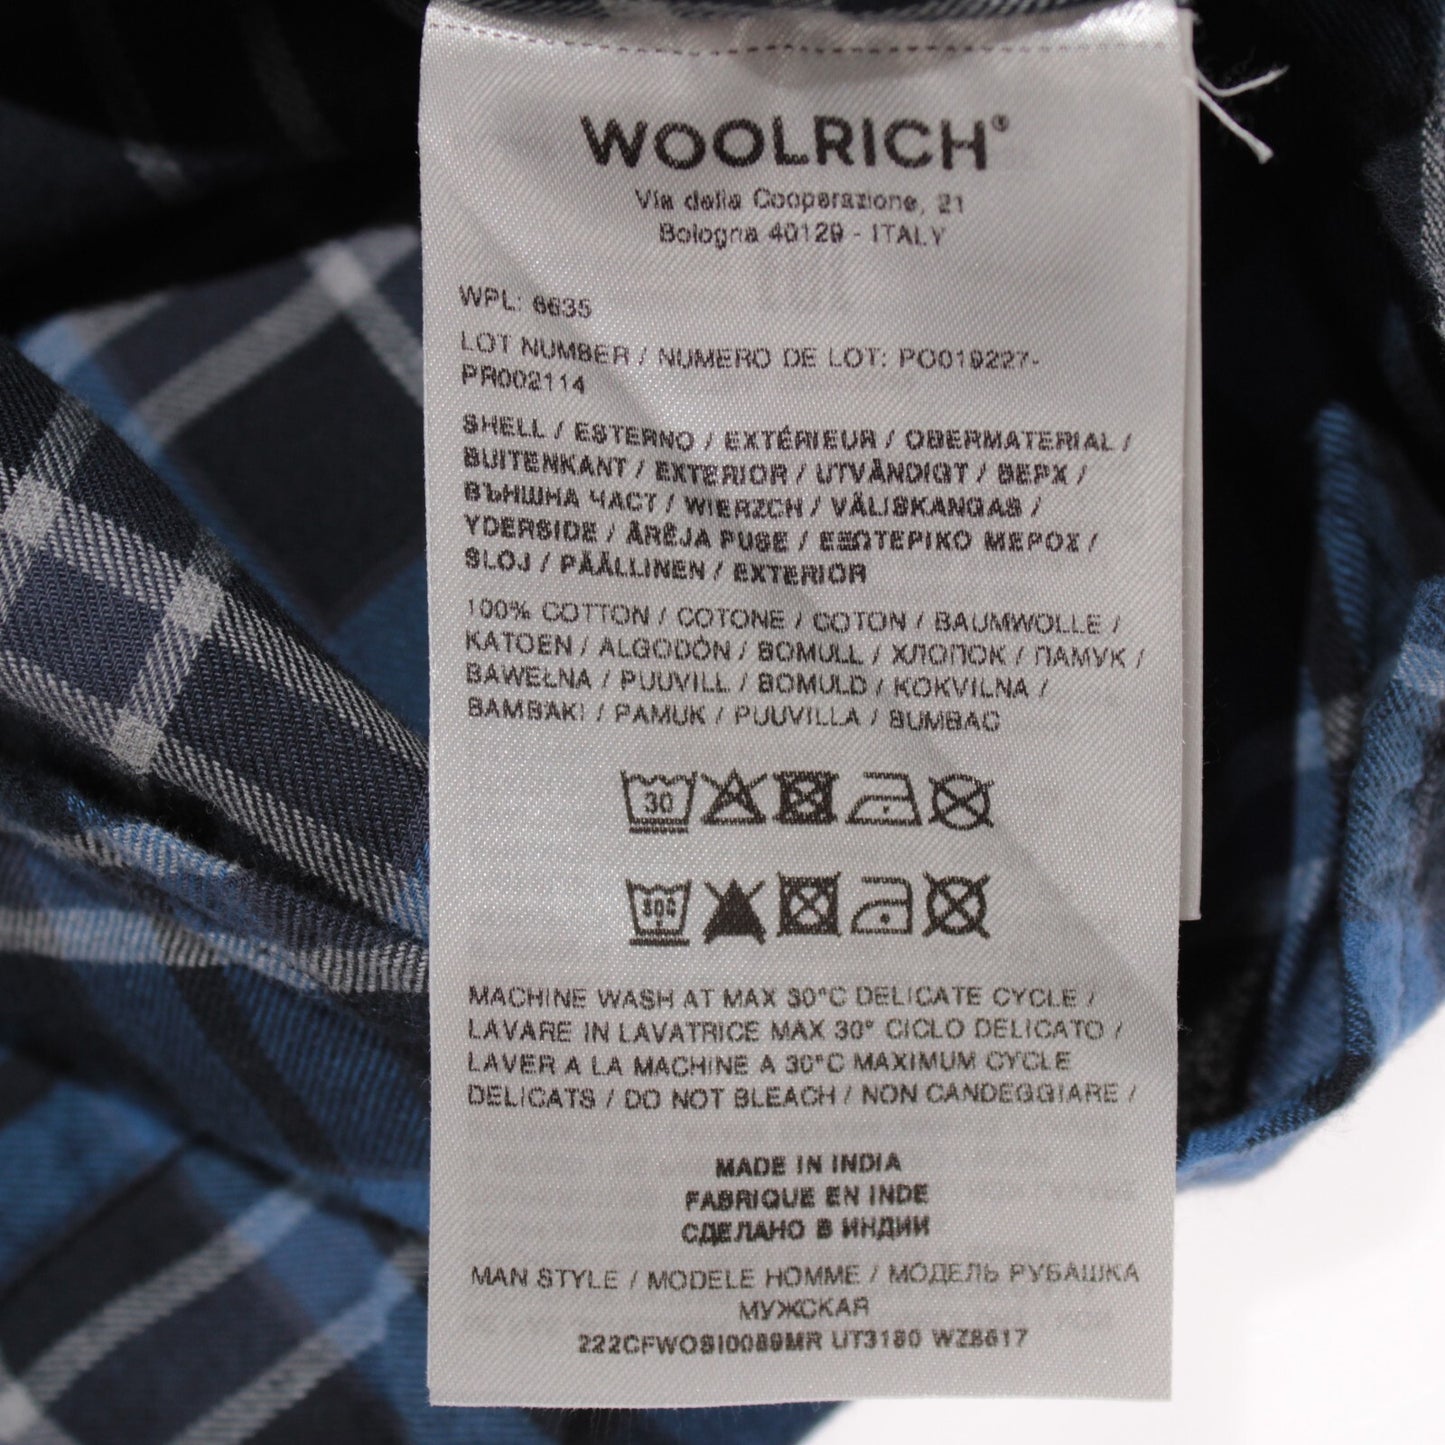 WOOLRICH®
Via della Cooperazione, 21
Bologna 40129 - ITALY
WPL: 6635
LOT NUMBER / NUMERO DE LOT: PO019227-
PR002114
SHELL / ESTERNO / EXTÉRIEUR / OBERMATERIAL /
BUITENKANT / EXTERIOR / UTVÄNDIGT / ВЕРХ /
ВЪНШНА ЧАСТ / WIERZCH / VÄLISKANGAS /
YDERSIDE / ĀRĒJA PUSE / ΕΞΩΤΕΡΙΚΟ ΜΕΡΟΣ /
SLOJ / PÄÄLLINEN / EXTERIOR
100% COTTON / COTONE / COTON / BAUMWOLLE /
KATOEN / ALGODÓN / BOMULL / ХЛОПОК / ПАМУК /
BAWEŁNA / PUUVILL / BOMULD / KOKVILNA /
BAMBAKI / PAMUK / PUUVILLA / BUMBAC
30
30C
MACHINE WASH AT MAX 30°C DELICATE CYCLE /
LAVARE IN LAVATRICE MAX 30° CICLO DELICATO /
LAVER A LA MACHINE A 30°C MAXIMUM CYCLE
DELICATS / DO NOT BLEACH / NON CANDEGGIARE /
MADE IN INDIA
FABRIQUE EN INDE
СДЕЛАНО В ИНДИИ
MAN STYLE / MODELE HOMME / МОДЕЛЬ РУБАШКА
МУЖСКАЯ
222CFWOSI0089MR UT3180 WZ8617